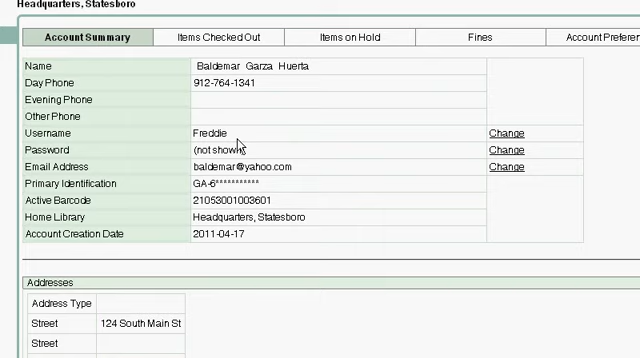 Headquarters, Statesboro
Account Summary Items Checked Out Items on Hold Fines Account Preferen
Name Baldemar Garza Huerta
Day Phone 912-764-1341
Evening Phone
Other Phone
Username Freddie Change
Password (not shown) Change
Email Address baldemar@yahoo.com Change
Primary Identification GA-6**********
Active Barcode 21053001003601
Home Library Headquarters, Statesboro
Account Creation Date 2011-04-17
Addresses
Address Type
Street 124 South Main St
Street